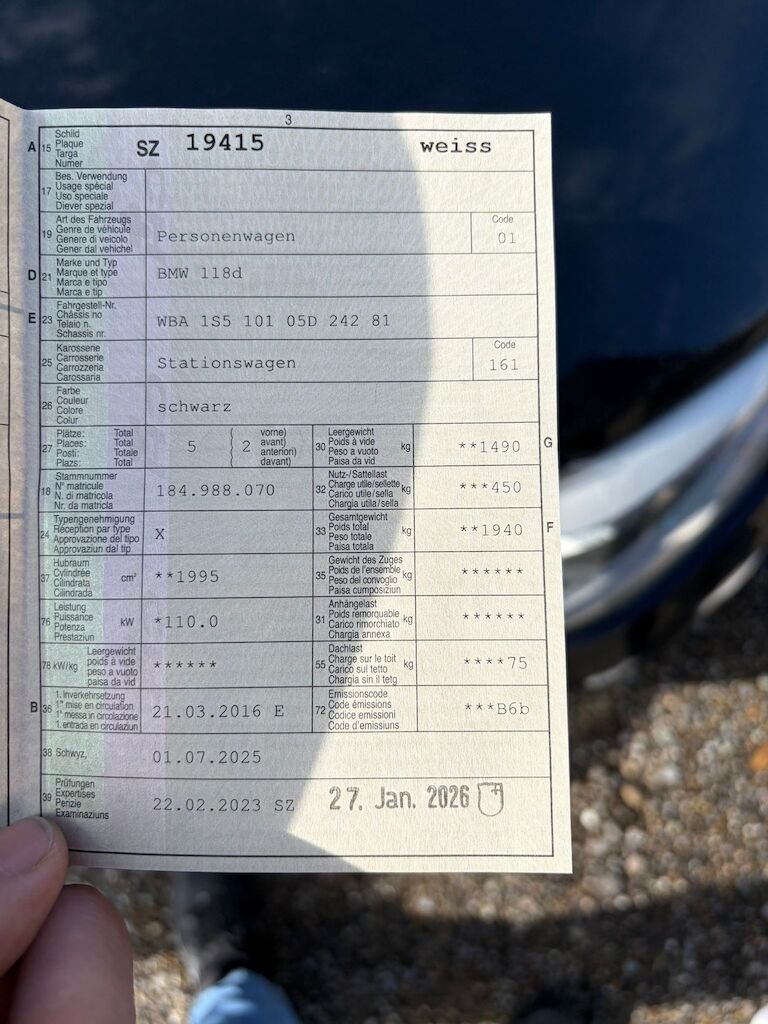 3
A 15 Schild
Plaque
Targa
Numer
SZ 19415 weiss
17 Bes. Verwendung
Usage spécial
Uso speciale
Diever spezial
19 Art des Fahrzeugs
Genre de véhicule
Genere di veicolo
Gener dal vehichel
Personenwagen
Code
01
D 21 Marke und Typ
Marque et type
Marca e tipo
Marca e tip
BMW 118d
E 23 Fahrgestell-Nr.
Châssis no
Telaio n.
Schassis nr.
WBA 1S5 101 05D 242 81
25 Karosserie
Carrosserie
Carrozzeria
Carossaria
Stationswagen
Code
161
26 Farbe
Couleur
Colore
Colur
schwarz
27 Plätze: Total
Places: Total
Posti: Totale
Plazs: Total
5 ( 2 vorne)
avant)
anteriori)
davant)
30 Leergewicht
Poids à vide
Peso a vuoto
Paisa da vid
kg **1490 G
18 Stammnummer
N° matricule
N. di matricola
Nr. da matricla
184.988.070
32 Nutz-/Sattellast
Charge utile/sellette
Carico utile/sella
Chargia utila/sella
kg ***450
24 Typengenehmigung
Réception par type
Approvazione del tipo
Approvaziun dal tip
X
33 Gesamtgewicht
Poids total
Peso totale
Paisa totala
kg **1940 F
37 Hubraum
Cylindrée
Cilindrata
Cilindrada
cm³ **1995
35 Gewicht des Zuges
Poids de l'ensemble
Peso del convoglio
Paisa cumposiziun
kg ******
76 Leistung
Puissance
Potenza
Prestaziun
kW *110.0
31 Anhängelast
Poids remorquable
Carico rimorchiato
Chargia annexa
kg ******
78 kW/kg Leergewicht
poids à vide
peso a vuoto
paisa da vid
******
55 Dachlast
Charge sur le toit
Carico sul tetto
Chargia sin il tetg
kg ****75
B 36 1. Inverkehrsetzung
1re mise en circulation
1a messa in circolazione
1. entrada en circulaziun
21.03.2016 E
72 Emissionscode
Code émissions
Codice emissioni
Code d'emissiuns
***B6b
38 Schwyz, 01.07.2025
39 Prüfungen
Expertises
Perizie
Examinaziuns
22.02.2023 SZ 27. Jan. 2026